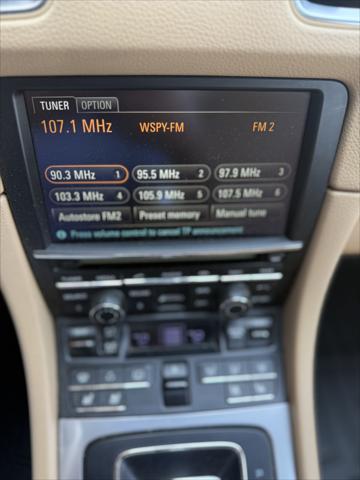 TUNER OPTION
107.1 MHz WSPY-FM FM 2
90.3 MHz 1 95.5 MHz 2 97.9 MHz 3
103.3 MHz 4 105.9 MHz 5 107.5 MHz 6
Autostore FM2 Preset memory Manual tune
Press volume control to cancel TP announcement